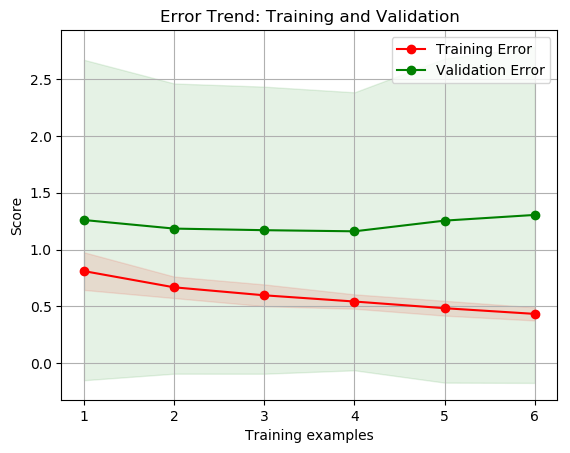 Error Trend: Training and Validation
Training Error
Validation Error
2.5
2.0
1.5
1.0
0.5
0.0
Score
1 2 3 4 5 6
Training examples